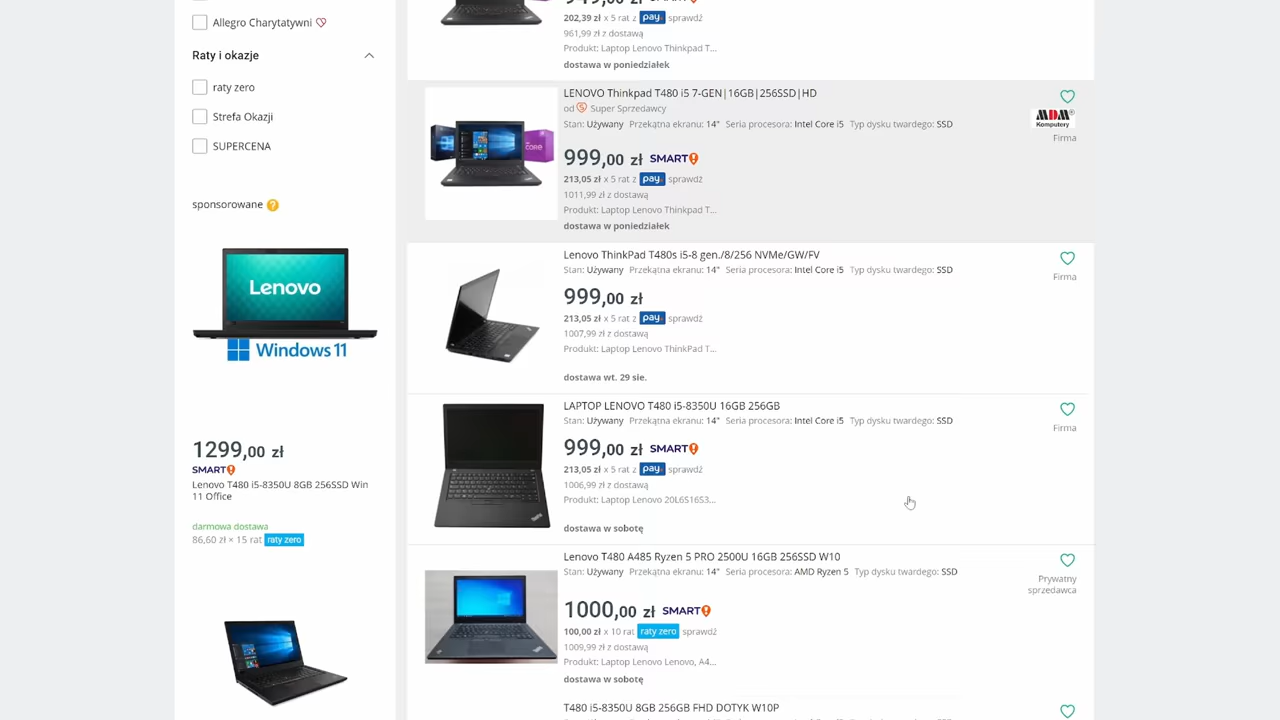 Allegro Charytatywni
Raty i okazje
raty zero
Strefa Okazji
SUPERCENA
sponsorowane ?
Lenovo
Windows 11
1299,00 zł
SMART!
Lenovo T480 i5-8350U 8GB 256SSD Win
11 Office
darmowa dostawa
86,60 zł × 15 rat raty zero
202,39 zł x 5 rat z pay sprawdź
961,99 zł z dostawą
Produkt: Laptop Lenovo Thinkpad T...
dostawa w poniedziałek
LENOVO Thinkpad T480 i5 7-GEN|16GB|256SSD|HD
od Super Sprzedawcy
Stan: Używany Przekątna ekranu: 14" Seria procesora: Intel Core i5 Typ dysku twardego: SSD
MDM®
Komputery
Firma
999,00 zł SMART!
213,05 zł x 5 rat z pay sprawdź
1011,99 zł z dostawą
Produkt: Laptop Lenovo Thinkpad T...
dostawa w poniedziałek
Lenovo ThinkPad T480s i5-8 gen./8/256 NVMe/GW/FV
Stan: Używany Przekątna ekranu: 14" Seria procesora: Intel Core i5 Typ dysku twardego: SSD
Firma
999,00 zł
213,05 zł x 5 rat z pay sprawdź
1007,99 zł z dostawą
Produkt: Laptop Lenovo ThinkPad T...
dostawa wt. 29 sie.
LAPTOP LENOVO T480 i5-8350U 16GB 256GB
Stan: Używany Przekątna ekranu: 14" Seria procesora: Intel Core i5 Typ dysku twardego: SSD
Firma
999,00 zł SMART!
213,05 zł x 5 rat z pay sprawdź
1006,99 zł z dostawą
Produkt: Laptop Lenovo 20L6S16S3...
dostawa w sobotę
Lenovo T480 A485 Ryzen 5 PRO 2500U 16GB 256SSD W10
Stan: Używany Przekątna ekranu: 14" Seria procesora: AMD Ryzen 5 Typ dysku twardego: SSD
Prywatny
sprzedawca
1000,00 zł SMART!
100,00 zł x 10 rat raty zero sprawdź
1009,99 zł z dostawą
Produkt: Laptop Lenovo Lenovo, A4...
dostawa w sobotę
T480 i5-8350U 8GB 256GB FHD DOTYK W10P